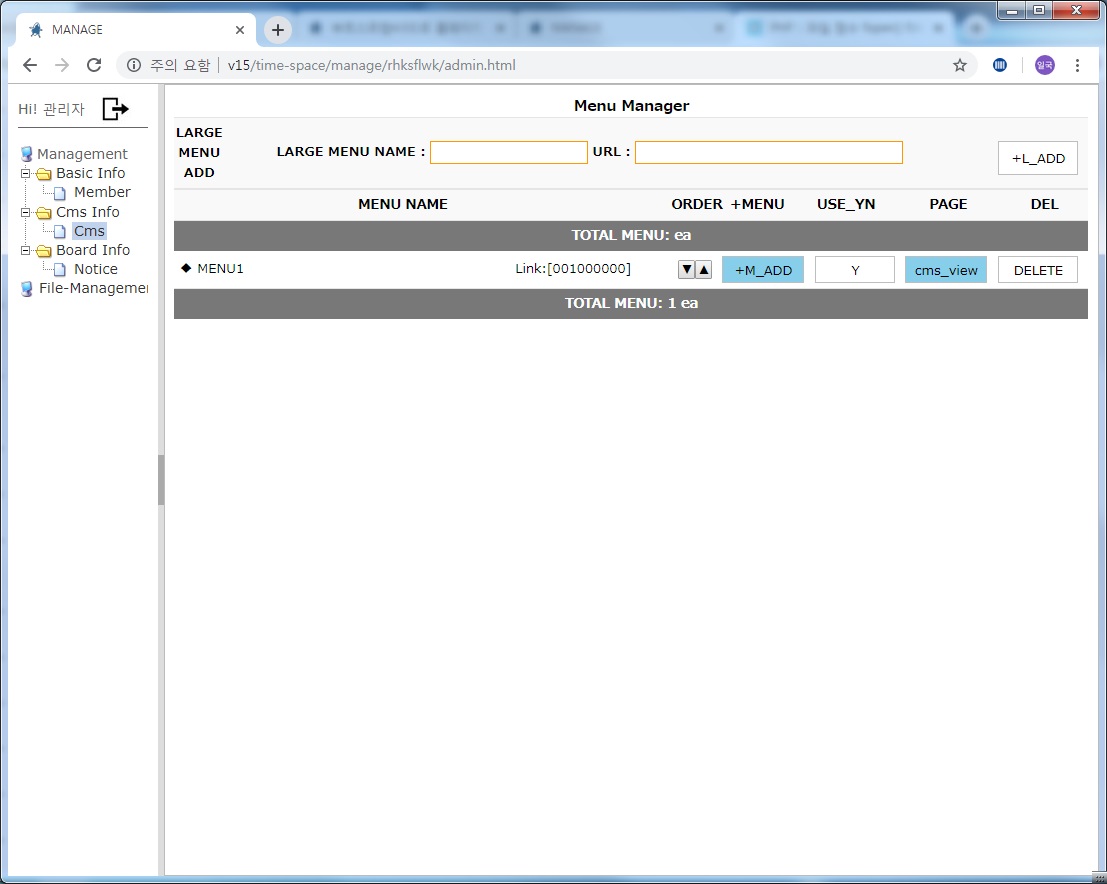 MANAGE
주의 요함 v15/time-space/manage/rhksflwk/admin.html
일국
Hi! 관리자
Management
Basic Info
Member
Cms Info
Cms
Board Info
Notice
File-Managemen
Menu Manager
LARGE
MENU
ADD
LARGE MENU NAME : URL : +L_ADD
MENU NAME ORDER +MENU USE_YN PAGE DEL
TOTAL MENU: ea
◆ MENU1 Link:[001000000] ▼ ▲ +M_ADD Y cms_view DELETE
TOTAL MENU: 1 ea